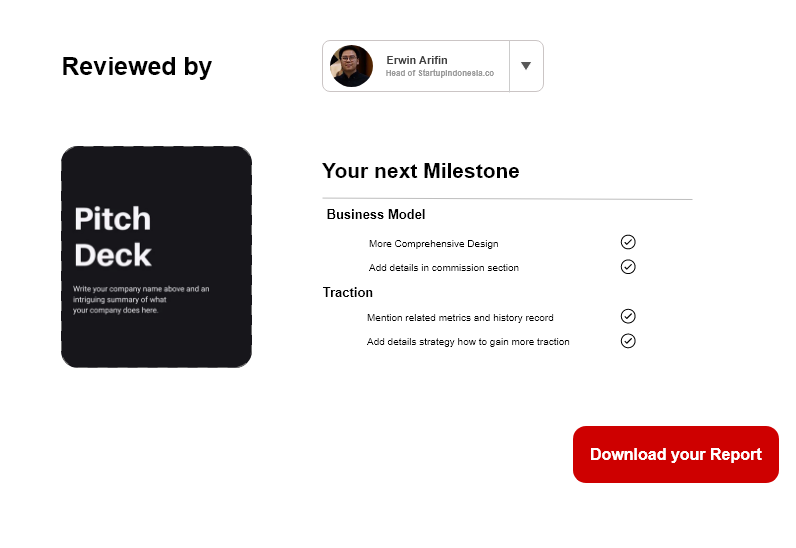 Reviewed by
Erwin Arifin
Head of StartupIndonesia.co
Pitch
Deck
Write your company name above and an
intriguing summary of what
your company does here.
Your next Milestone
Business Model
More Comprehensive Design
Add details in commission section
Traction
Mention related metrics and history record
Add details strategy how to gain more traction
Download your Report